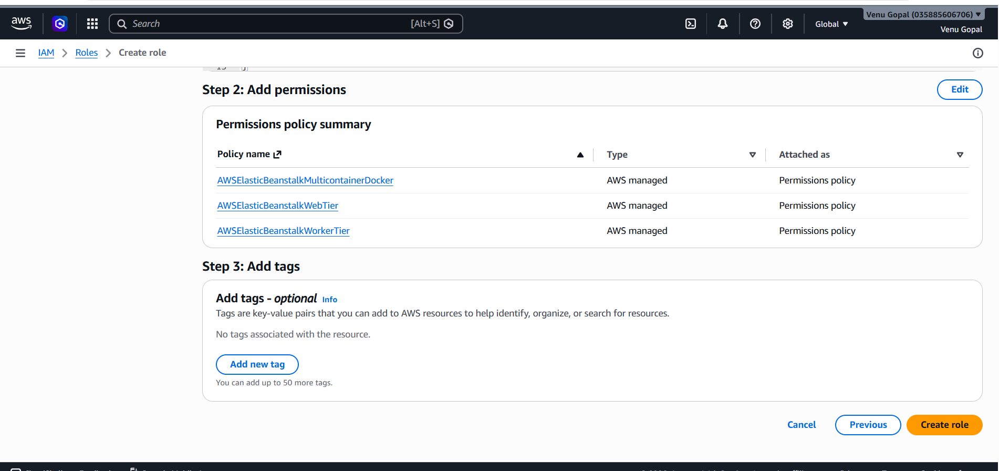 aws
Search [Alt+S]
Global
Venu Gopal (035885606706)
Venu Gopal
IAM Roles Create role
Step 2: Add permissions
Edit
Permissions policy summary
Policy name Type Attached as
AWSElasticBeanstalkMulticontainerDocker AWS managed Permissions policy
AWSElasticBeanstalkWebTier AWS managed Permissions policy
AWSElasticBeanstalkWorkerTier AWS managed Permissions policy
Step 3: Add tags
Add tags - optional Info
Tags are key-value pairs that you can add to AWS resources to help identify, organize, or search for resources.
No tags associated with the resource.
Add new tag
You can add up to 50 more tags.
Cancel Previous Create role